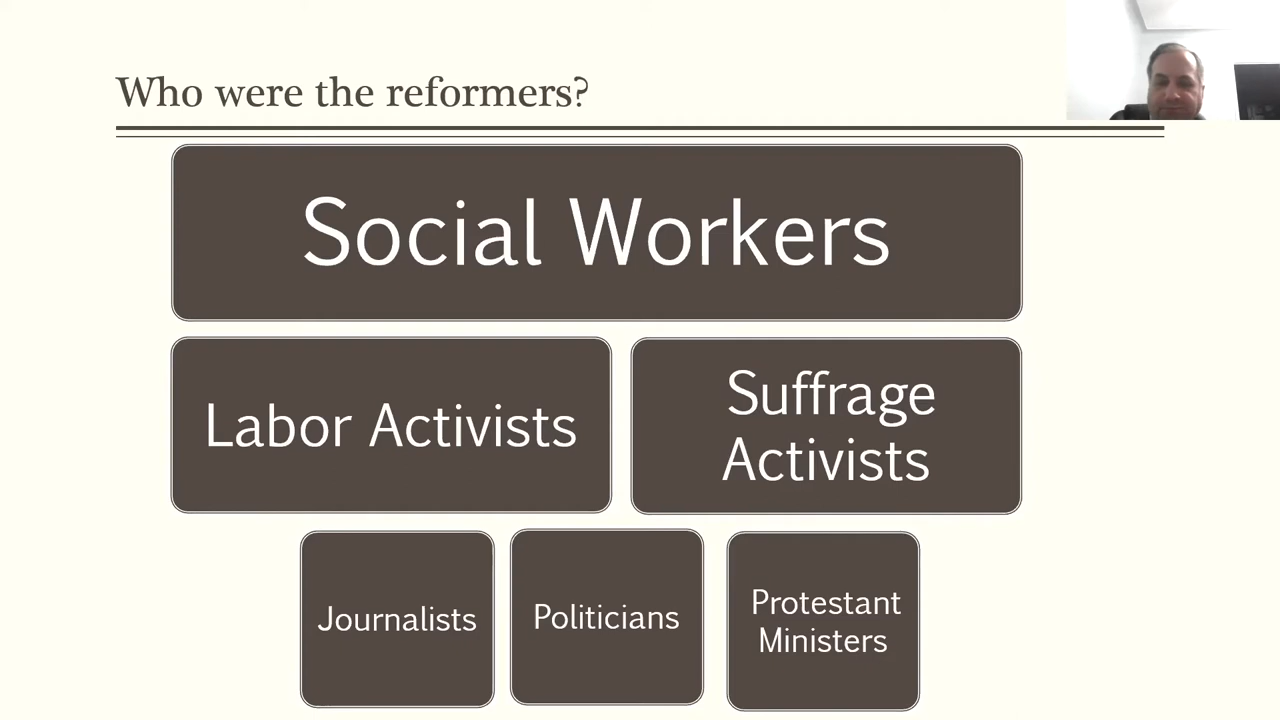 Who were the reformers?
Social Workers
Labor Activists
Suffrage
Activists
Journalists
Politicians
Protestant
Ministers